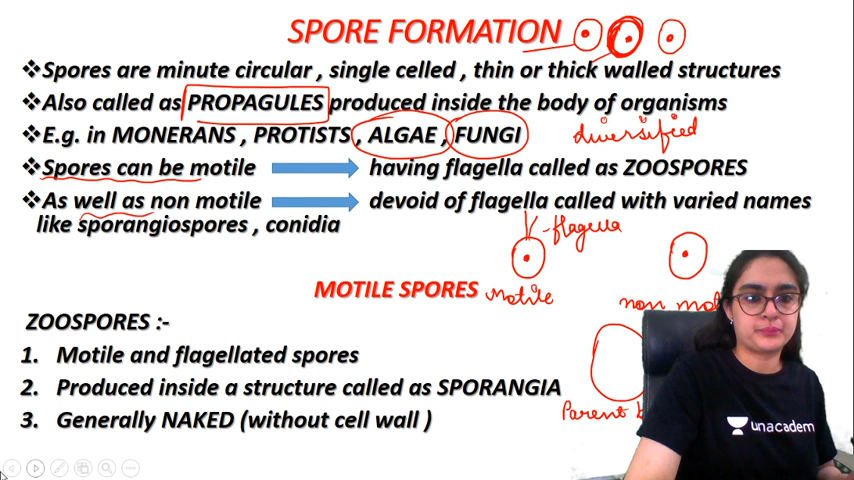 SPORE FORMATION
❖Spores are minute circular , single celled , thin or thick walled structures
❖Also called as PROPAGULES produced inside the body of organisms
❖E.g. in MONERANS , PROTISTS , ALGAE , FUNGI
diversified
❖Spores can be motile having flagella called as ZOOSPORES
❖As well as non motile devoid of flagella called with varied names
like sporangiospores , conidia
flagella
MOTILE SPORES
Motile
non mot
ZOOSPORES :-
1. Motile and flagellated spores
2. Produced inside a structure called as SPORANGIA
3. Generally NAKED (without cell wall )
Parent b
unacadem